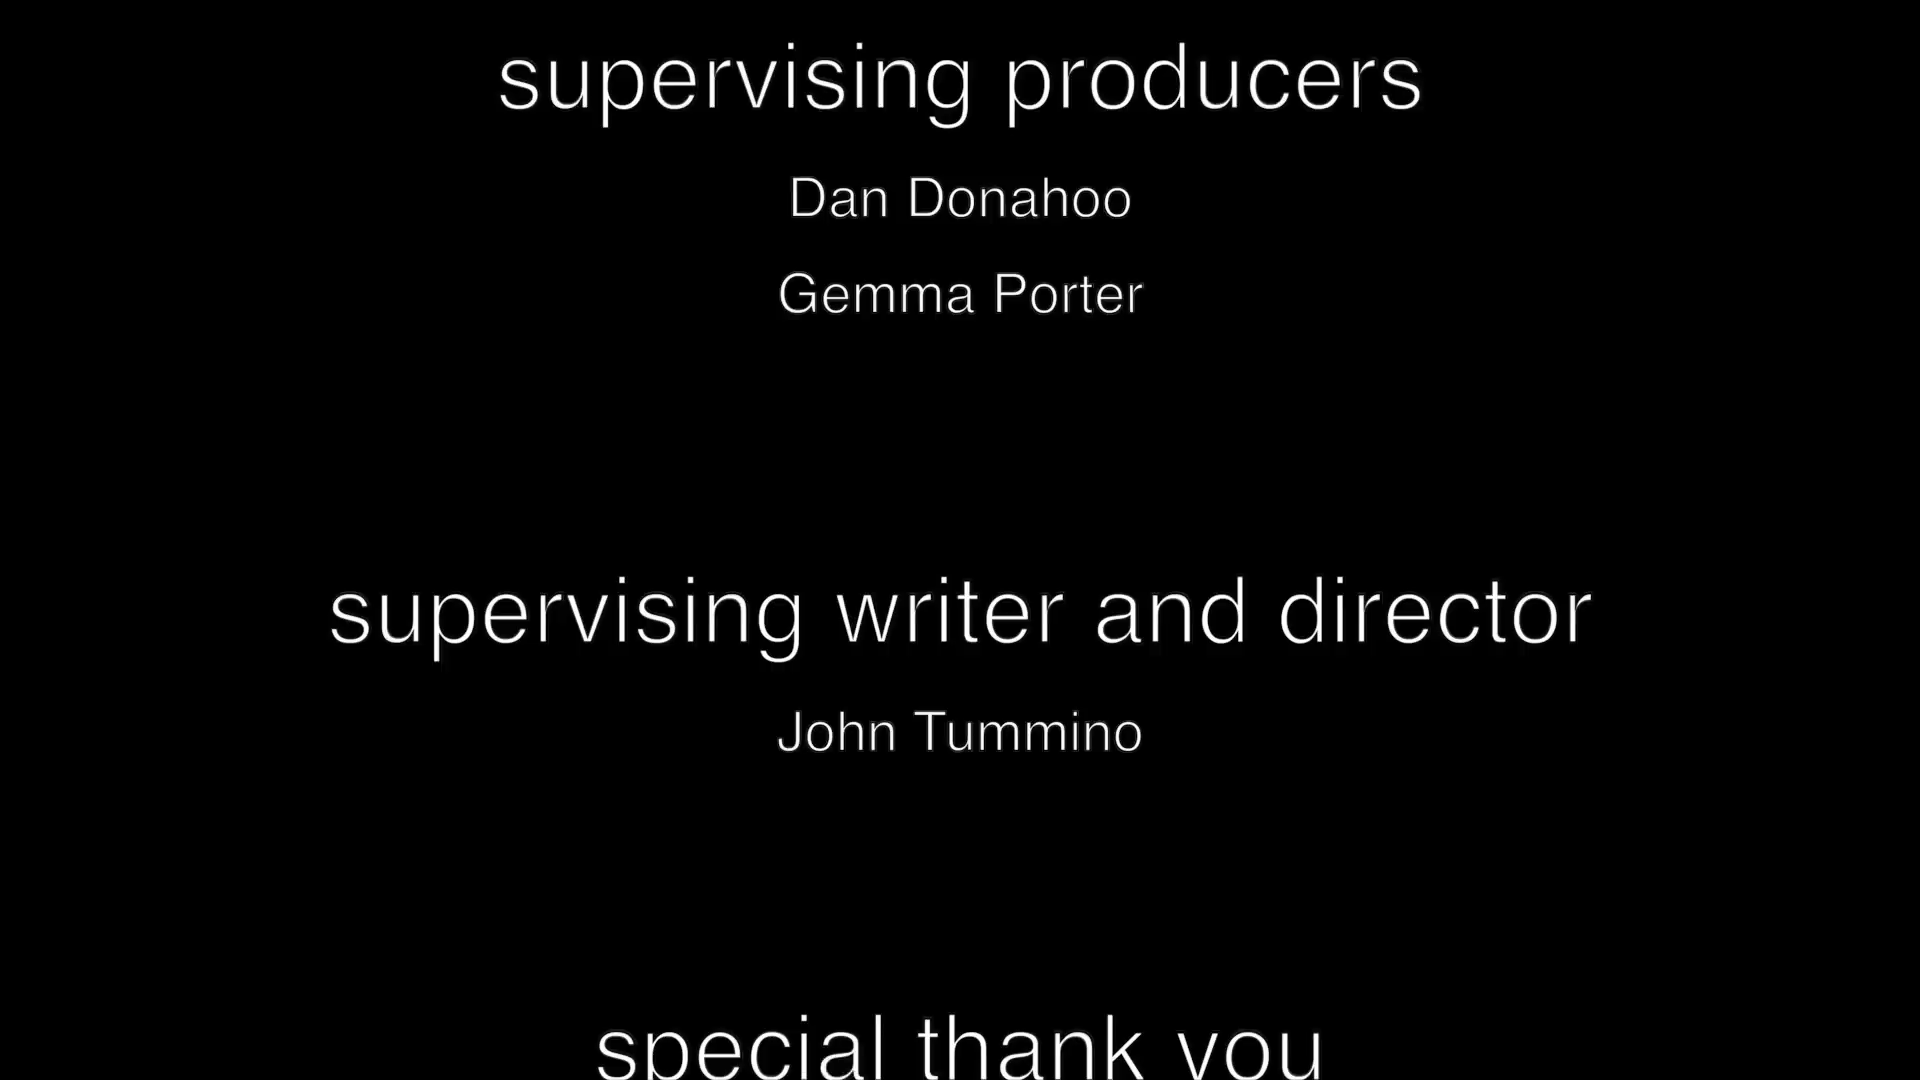 supervising producers
Dan Donahoo
Gemma Porter
supervising writer and director
John Tummino
special thank you